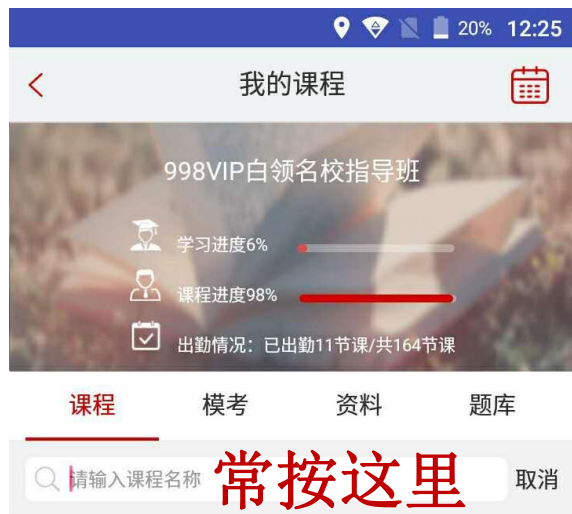 20% 12:25
我的课程
998VIP白领名校指导班
学习进度6%
课程进度98%
出勤情况：已出勤11节课/共164节课
课程 模考 资料 题库
请输入课程名称 常按这里 取消